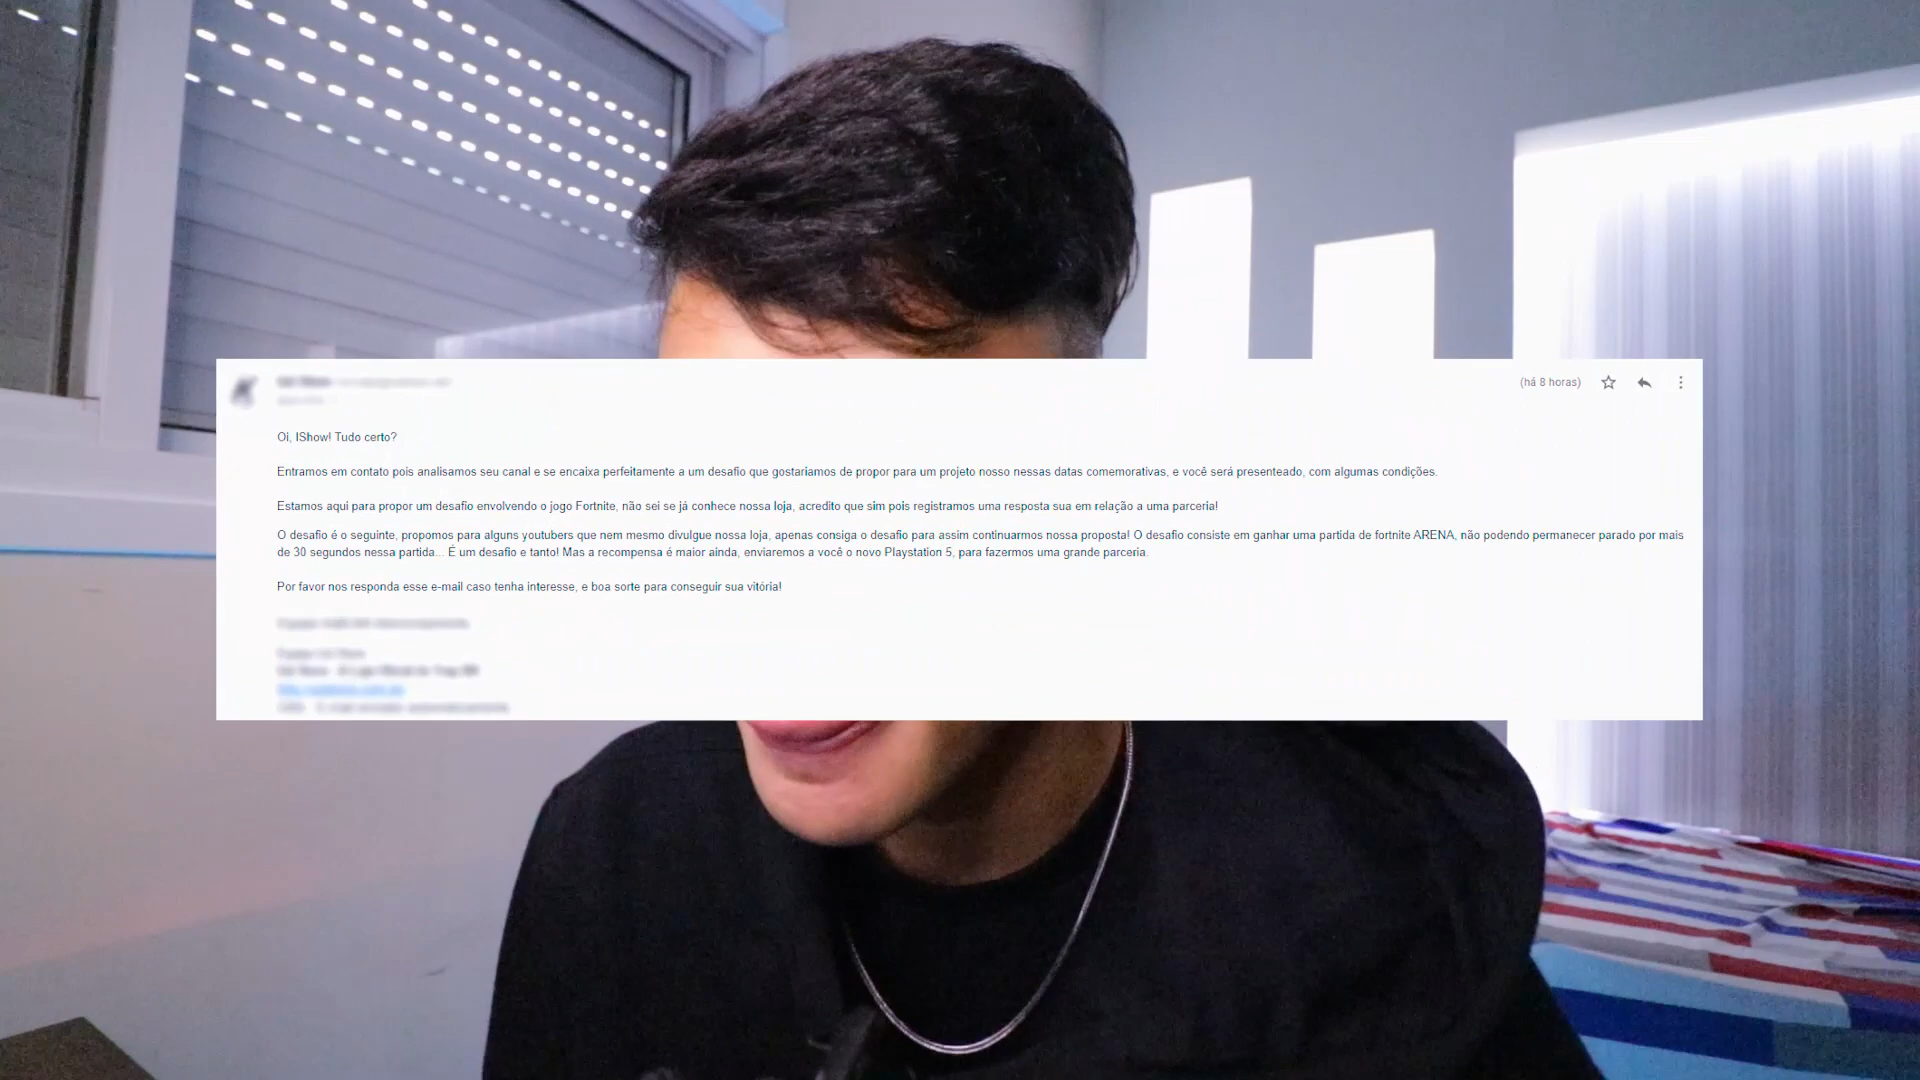 (há 8 horas)
Oi, IShow! Tudo certo?
Entramos em contato pois analisamos seu canal e se encaixa perfeitamente a um desafio que gostariamos de propor para um projeto nosso nessas datas comemorativas, e você será presenteado, com algumas condições.
Estamos aqui para propor um desafio envolvendo o jogo Fortnite, não sei se já conhece nossa loja, acredito que sim pois registramos uma resposta sua em relação a uma parceria!
O desafio é o seguinte, propomos para alguns youtubers que nem mesmo divulgue nossa loja, apenas consiga o desafio para assim continuarmos nossa proposta! O desafio consiste em ganhar uma partida de fortnite ARENA, não podendo permanecer parado por mais
de 30 segundos nessa partida... É um desafio e tanto! Mas a recompensa é maior ainda, enviaremos a você o novo Playstation 5, para fazermos uma grande parceria.
Por favor nos responda esse e-mail caso tenha interesse, e boa sorte para conseguir sua vitória!